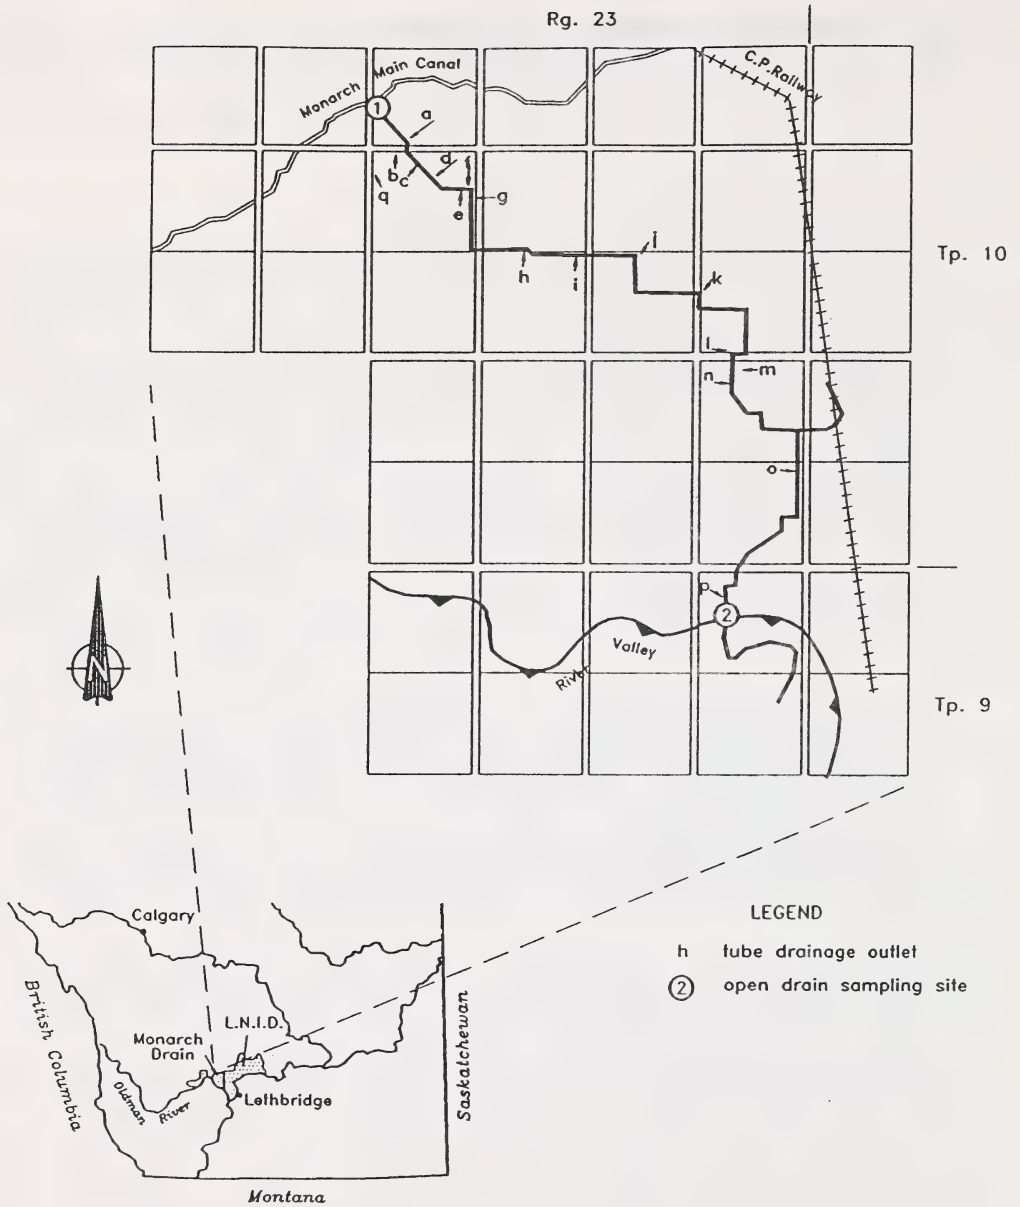 Rg. 23
C.P.Railway
Monarch Main Canal
1
a
b
c
d
f
q
e
g
Tp. 10
h
i
j
k
l
m
n
o
p
2
Valley
River
N
Tp. 9
LEGEND
h tube drainage outlet
2 open drain sampling site
Calgary
British Columbia
L.N.I.D.
Monarch
Drain
Oldman
River
Lethbridge
Saskatchewan
Montana